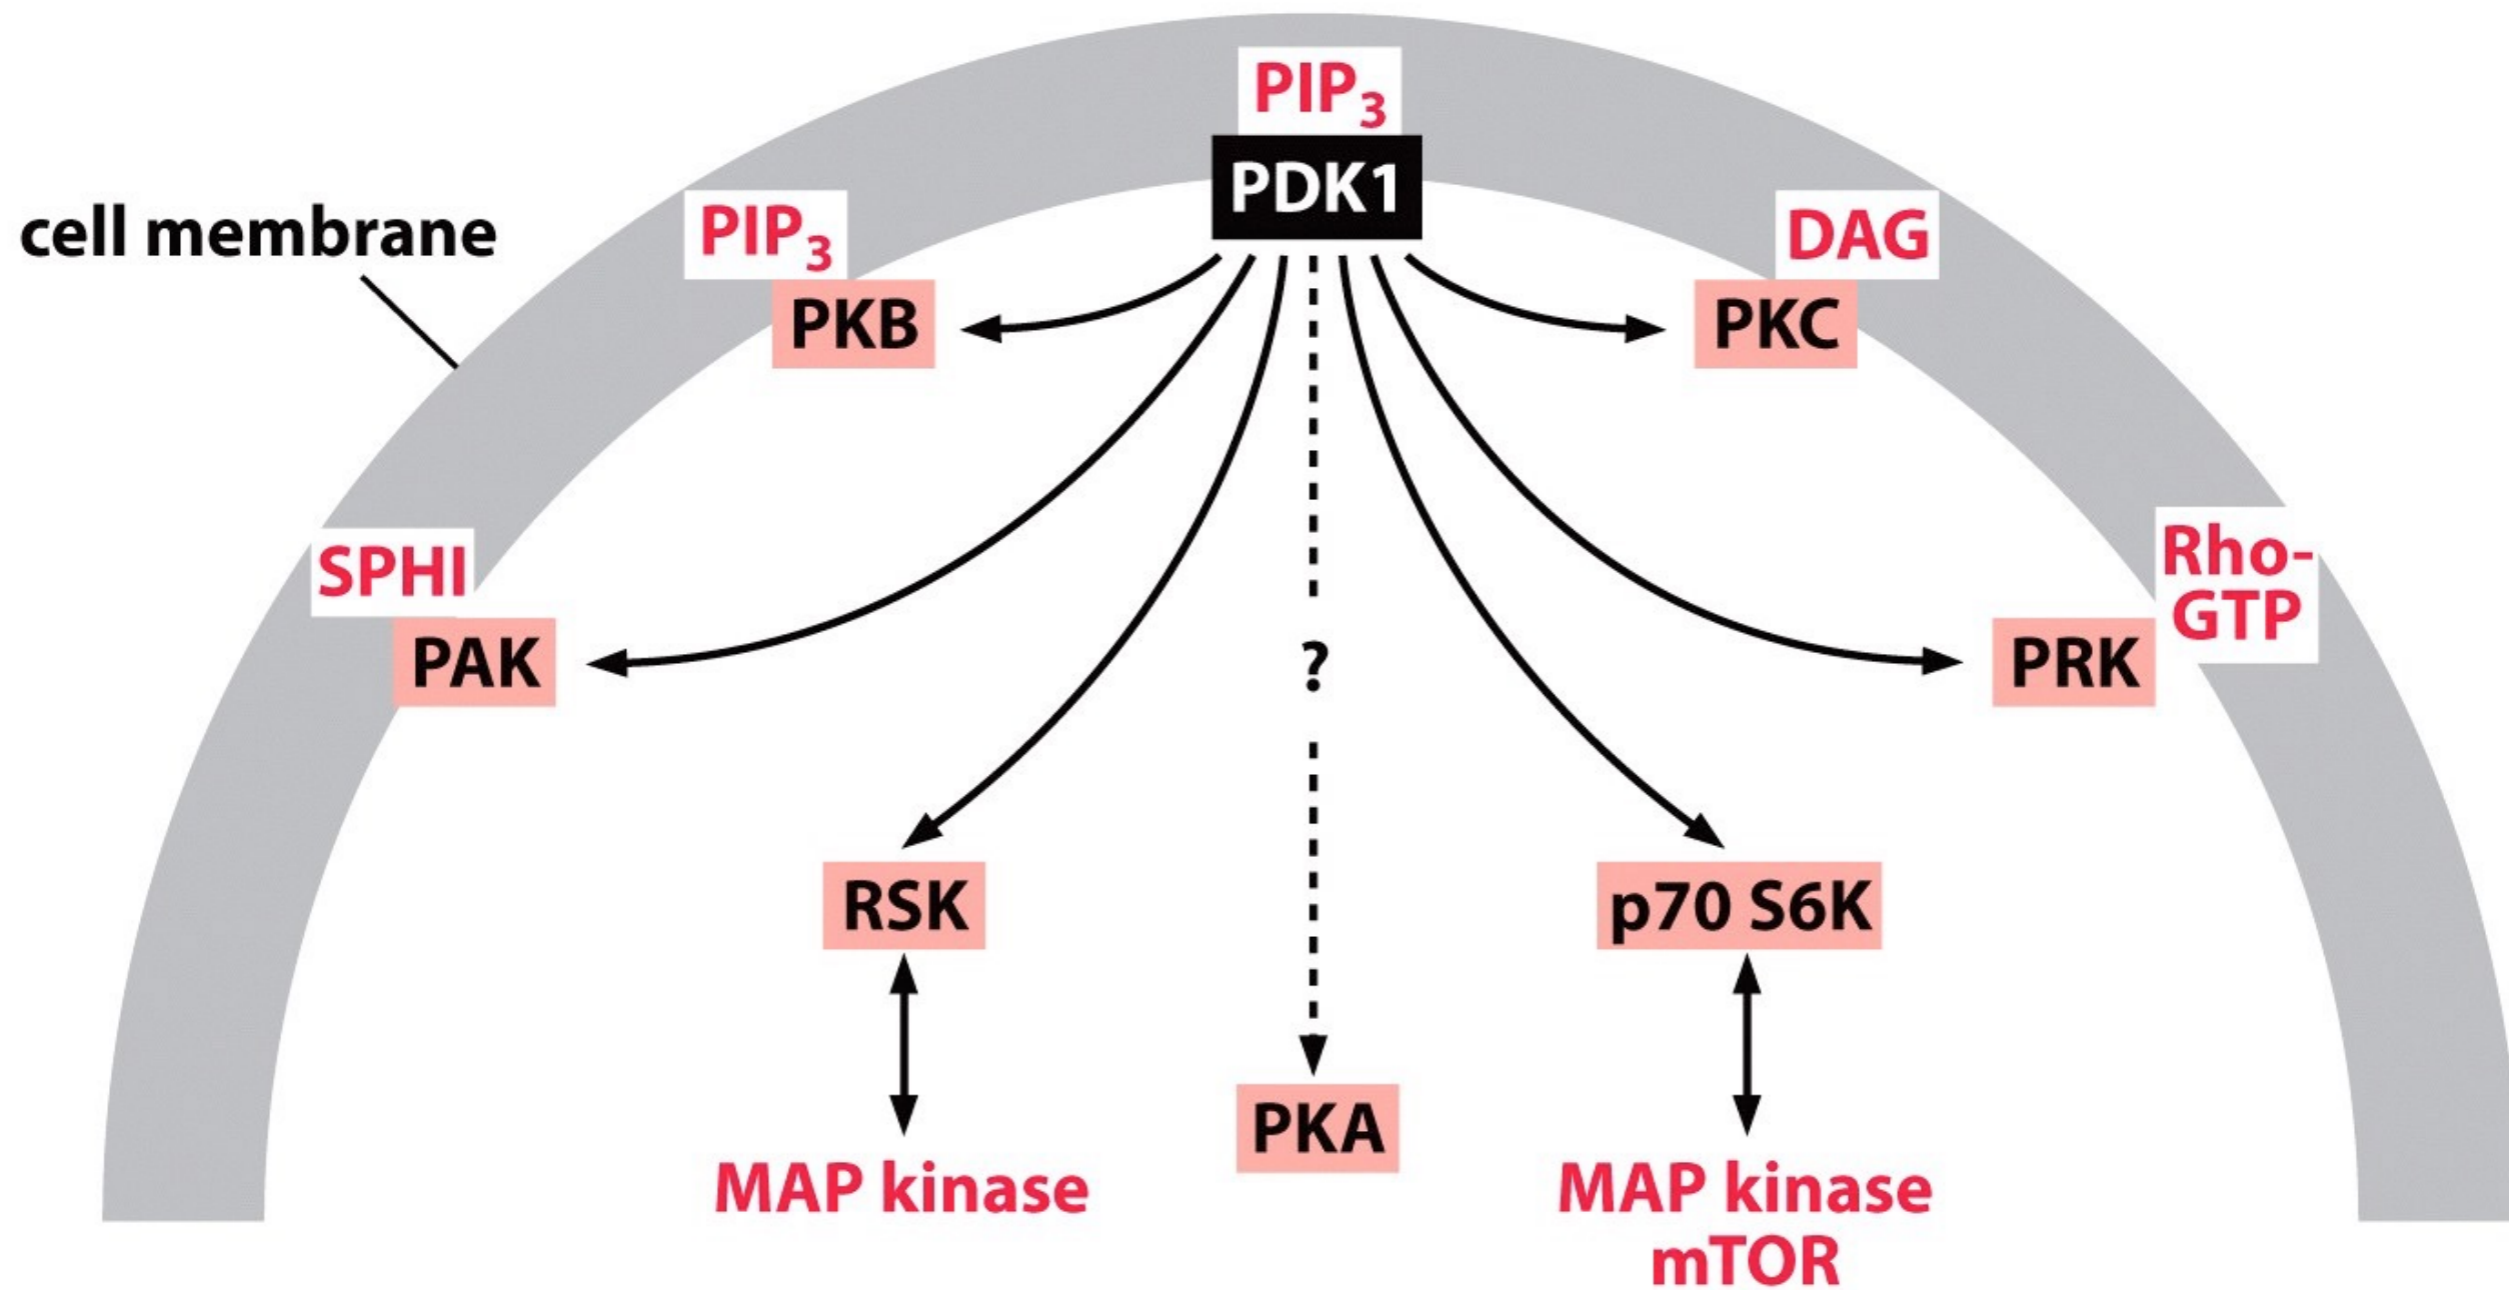 PIP₃
PDK1
cell membrane
PIP₃
PKB
DAG
PKC
SPHI
PAK
Rho-
GTP
PRK
?
RSK
p70 S6K
PKA
MAP kinase
MAP kinase
mTOR